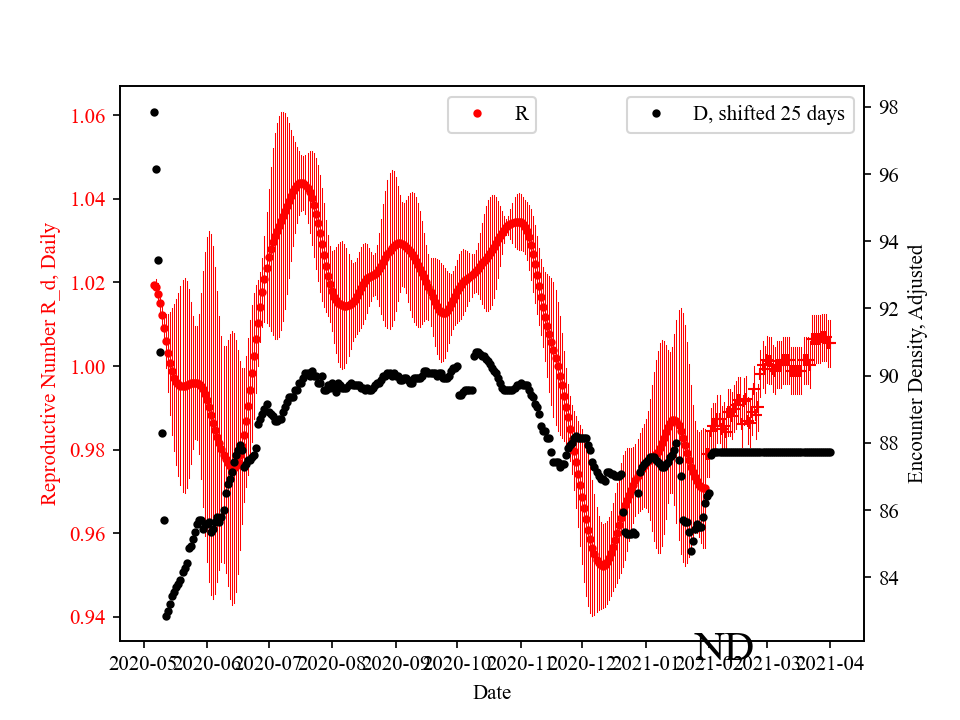 R
D, shifted 25 days
1.06
1.04
1.02
1.00
0.98
0.96
0.94
Reproductive Number R_d, Daily
98
96
94
92
90
88
86
84
Encounter Density, Adjusted
ND
2020-05 2020-06 2020-07 2020-08 2020-09 2020-10 2020-11 2020-12 2021-01 2021-02 2021-03 2021-04
Date